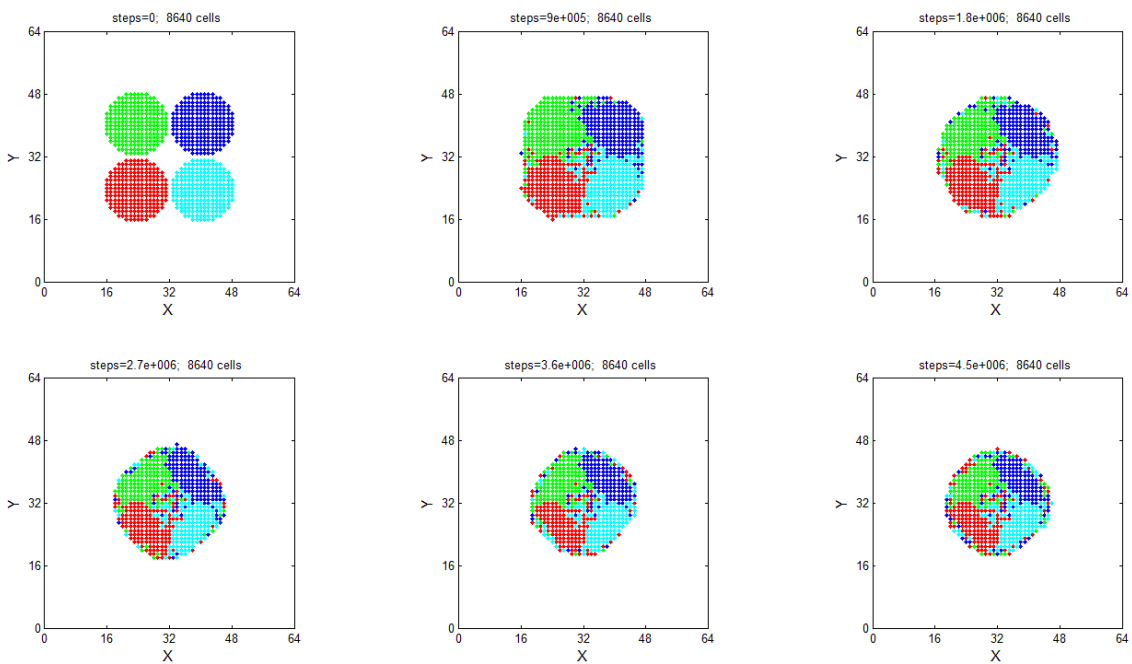 steps=0;  8640 cells
steps=9e+005;  8640 cells
steps=1.8e+006;  8640 cells
64
48
Y 32
16
0
0 16 32 48 64
X
64
48
Y 32
16
0
0 16 32 48 64
X
64
48
Y 32
16
0
0 16 32 48 64
X
steps=2.7e+006;  8640 cells
steps=3.6e+006;  8640 cells
steps=4.5e+006;  8640 cells
64
48
Y 32
16
0
0 16 32 48 64
X
64
48
Y 32
16
0
0 16 32 48 64
X
64
48
Y 32
16
0
0 16 32 48 64
X